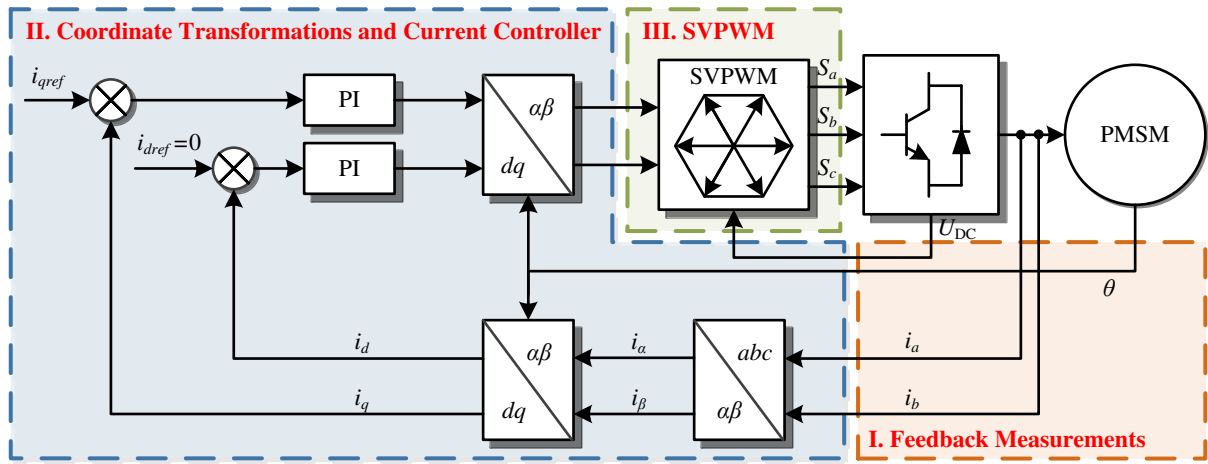 II. Coordinate Transformations and Current Controller
III. SVPWM
iqref
PI
αβ
dq
SVPWM
Sa
Sb
Sc
PMSM
idref=0
PI
UDC
θ
id
iq
αβ
dq
iα
iβ
abc
αβ
ia
ib
I. Feedback Measurements